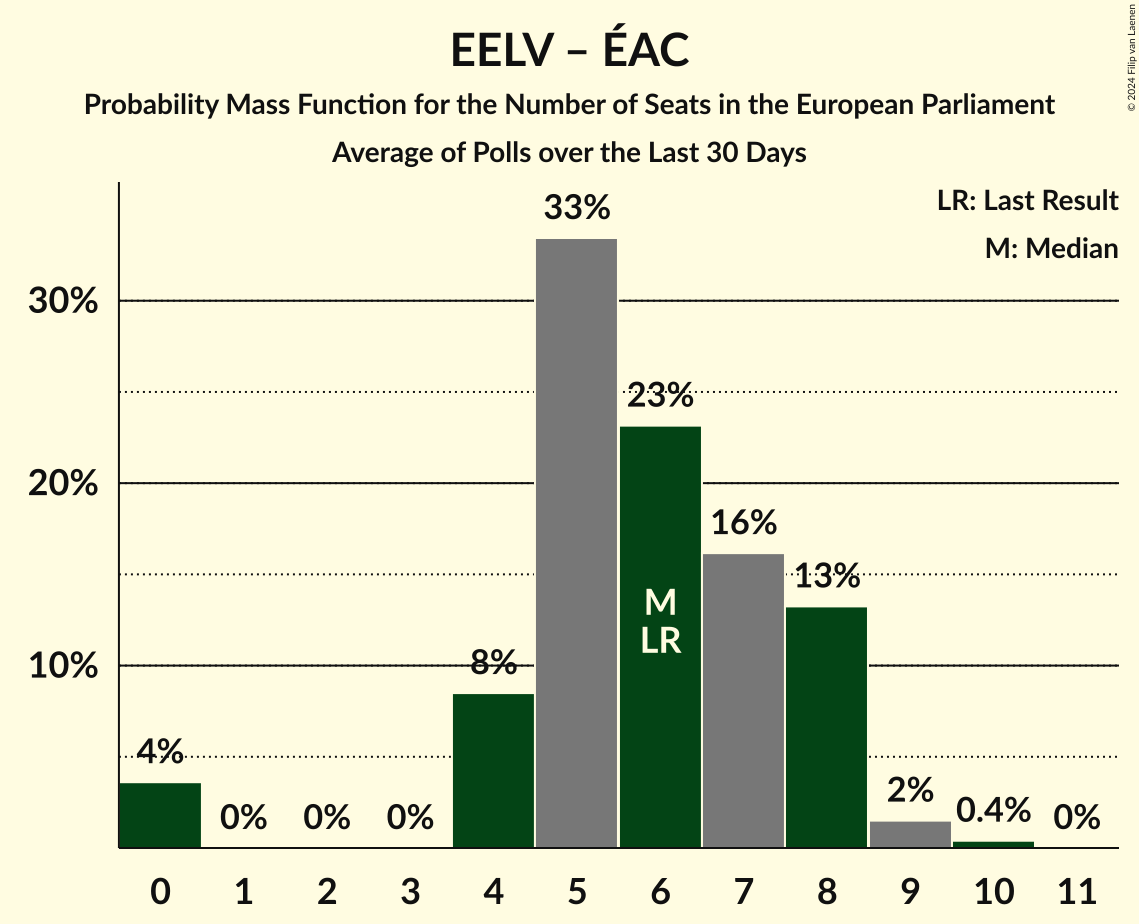 EELV – ÉAC
Probability Mass Function for the Number of Seats in the European Parliament
Average of Polls over the Last 30 Days
© 2024 Filip van Laenen
LR: Last Result
M: Median
30%
20%
10%
4%
0%
0%
0%
8%
33%
23%
16%
13%
2%
0.4%
0%
M
LR
0 1 2 3 4 5 6 7 8 9 10 11